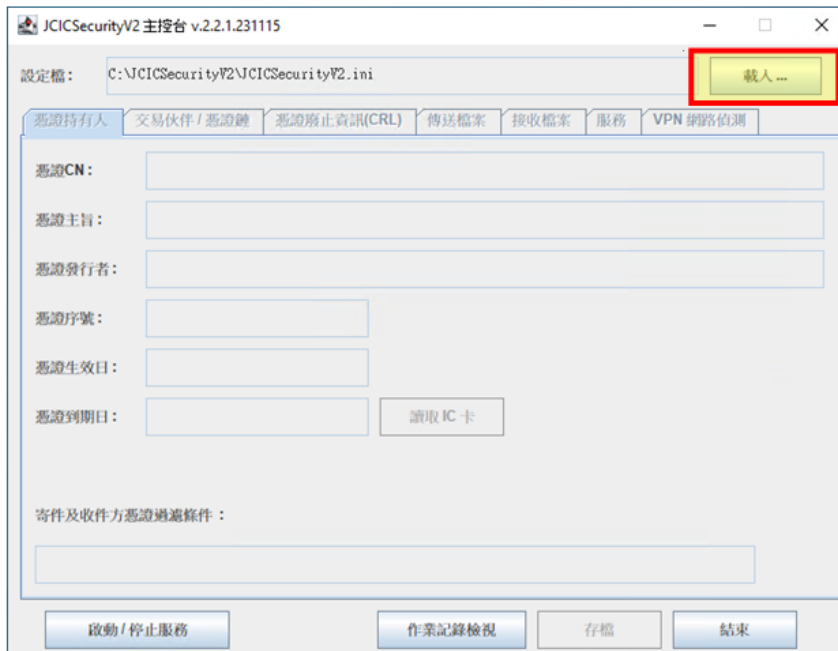 JCICSecurityV2 主控台 v.2.2.1.231115
設定檔： C:\JCICSecurityV2\JCICSecurityV2.ini 載入 ...
憑證持有人 交易伙伴 / 憑證鏈 憑證廢止資訊(CRL) 傳送檔案 接收檔案 服務 VPN 網路偵測
憑證CN：
憑證主旨：
憑證發行者：
憑證序號：
憑證生效日：
憑證到期日： 讀取 IC 卡
寄件及收件方憑證過濾條件：
啟動 / 停止服務 作業記錄檢視 存檔 結束